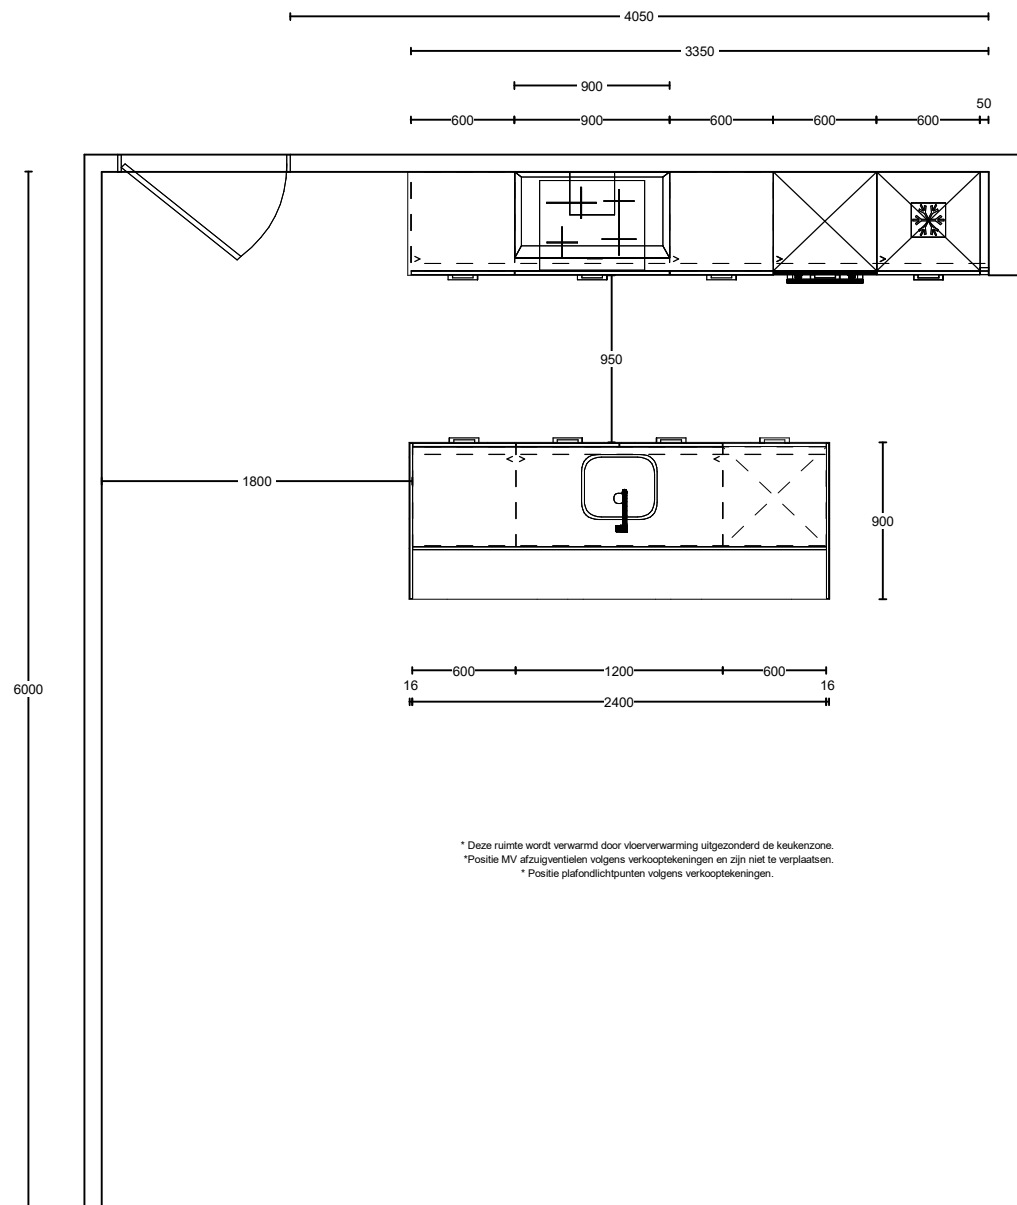 4050
3350
900
50
600 900 600 600 600
950
1800
900
600 1200 600
16 16
2400
6000
* Deze ruimte wordt verwarmd door vloerverwarming uitgezonderd de keukenzone.
*Positie MV afzuigventielen volgens verkooptekeningen en zijn niet te verplaatsen.
* Positie plafondlichtpunten volgens verkooptekeningen.